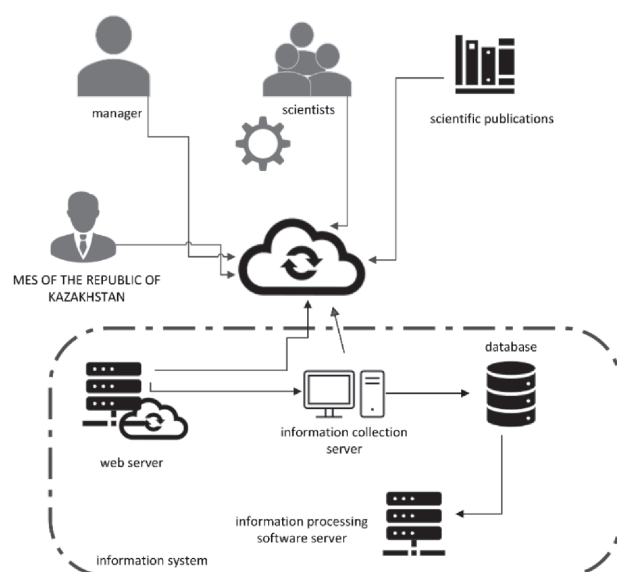 manager
scientists
scientific publications
MES OF THE REPUBLIC OF
KAZAKHSTAN
database
information collection
server
web server
information processing
software server
information system